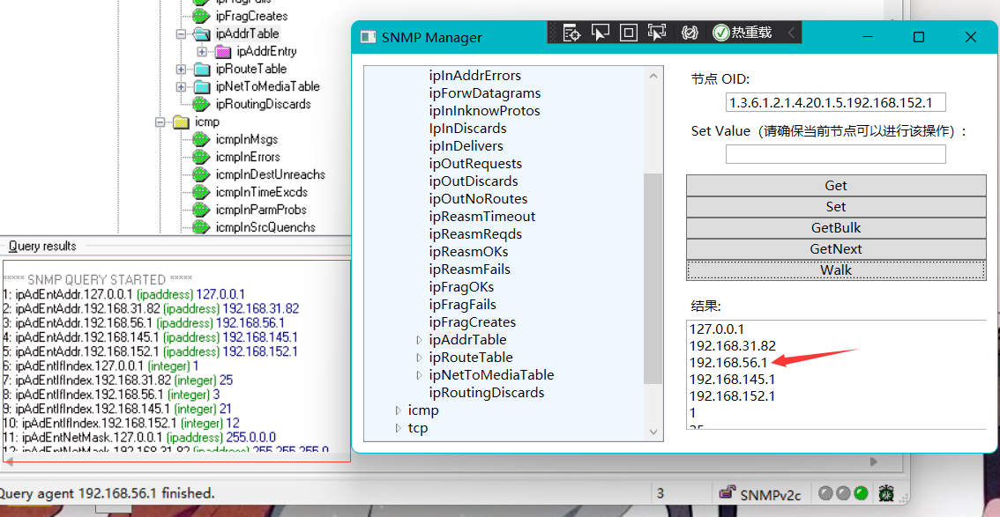 ipFragFails
ipFragCreates
ipAddrTable
ipAddrEntry
ipRouteTable
ipNetToMediaTable
ipRoutingDiscards
icmp
icmpInMsgs
icmpInErrors
icmpInDestUnreachs
icmpInTimeExcds
icmpInParmProbs
icmpInSrcQuenchs
Query results
***** SNMP QUERY STARTED *****
1: ipAdEntAddr.127.0.0.1 (ipaddress) 127.0.0.1
2: ipAdEntAddr.192.168.31.82 (ipaddress) 192.168.31.82
3: ipAdEntAddr.192.168.56.1 (ipaddress) 192.168.56.1
4: ipAdEntAddr.192.168.145.1 (ipaddress) 192.168.145.1
5: ipAdEntAddr.192.168.152.1 (ipaddress) 192.168.152.1
6: ipAdEntIfIndex.127.0.0.1 (integer) 1
7: ipAdEntIfIndex.192.168.31.82 (integer) 25
8: ipAdEntIfIndex.192.168.56.1 (integer) 3
9: ipAdEntIfIndex.192.168.145.1 (integer) 21
10: ipAdEntIfIndex.192.168.152.1 (integer) 12
11: ipAdEntNetMask.127.0.0.1 (ipaddress) 255.0.0.0
12: ipAdEntNetMask.192.168.31.82 (ipaddress) 255.255.255.0
Query agent 192.168.56.1 finished.
3
SNMPv2c
SNMP Manager
热重载
ipInAddrErrors
ipForwDatagrams
ipInInknowProtos
IpInDiscards
ipInDelivers
ipOutRequests
ipOutDiscards
ipOutNoRoutes
ipReasmTimeout
ipReasmReqds
ipReasmOKs
ipReasmFails
ipFragOKs
ipFragFails
ipFragCreates
ipAddrTable
ipRouteTable
ipNetToMediaTable
ipRoutingDiscards
icmp
tcp
节点 OID:
1.3.6.1.2.1.4.20.1.5.192.168.152.1
Set Value（请确保当前节点可以进行该操作）:
Get
Set
GetBulk
GetNext
Walk
结果:
127.0.0.1
192.168.31.82
192.168.56.1
192.168.145.1
192.168.152.1
1
25